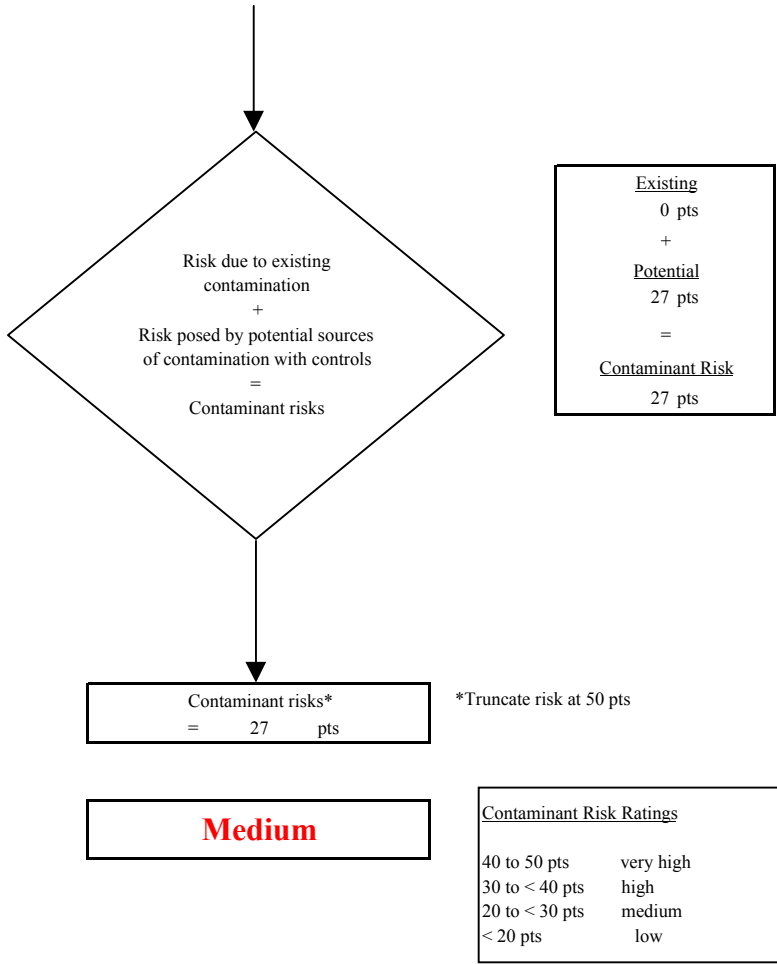 Risk due to existing
contamination
+
Risk posed by potential sources
of contamination with controls
=
Contaminant risks
Existing
0 pts
+
Potential
27 pts
=
Contaminant Risk
27 pts
Contaminant risks*
= 27 pts
*Truncate risk at 50 pts
Medium
Contaminant Risk Ratings
40 to 50 pts very high
30 to < 40 pts high
20 to < 30 pts medium
< 20 pts low